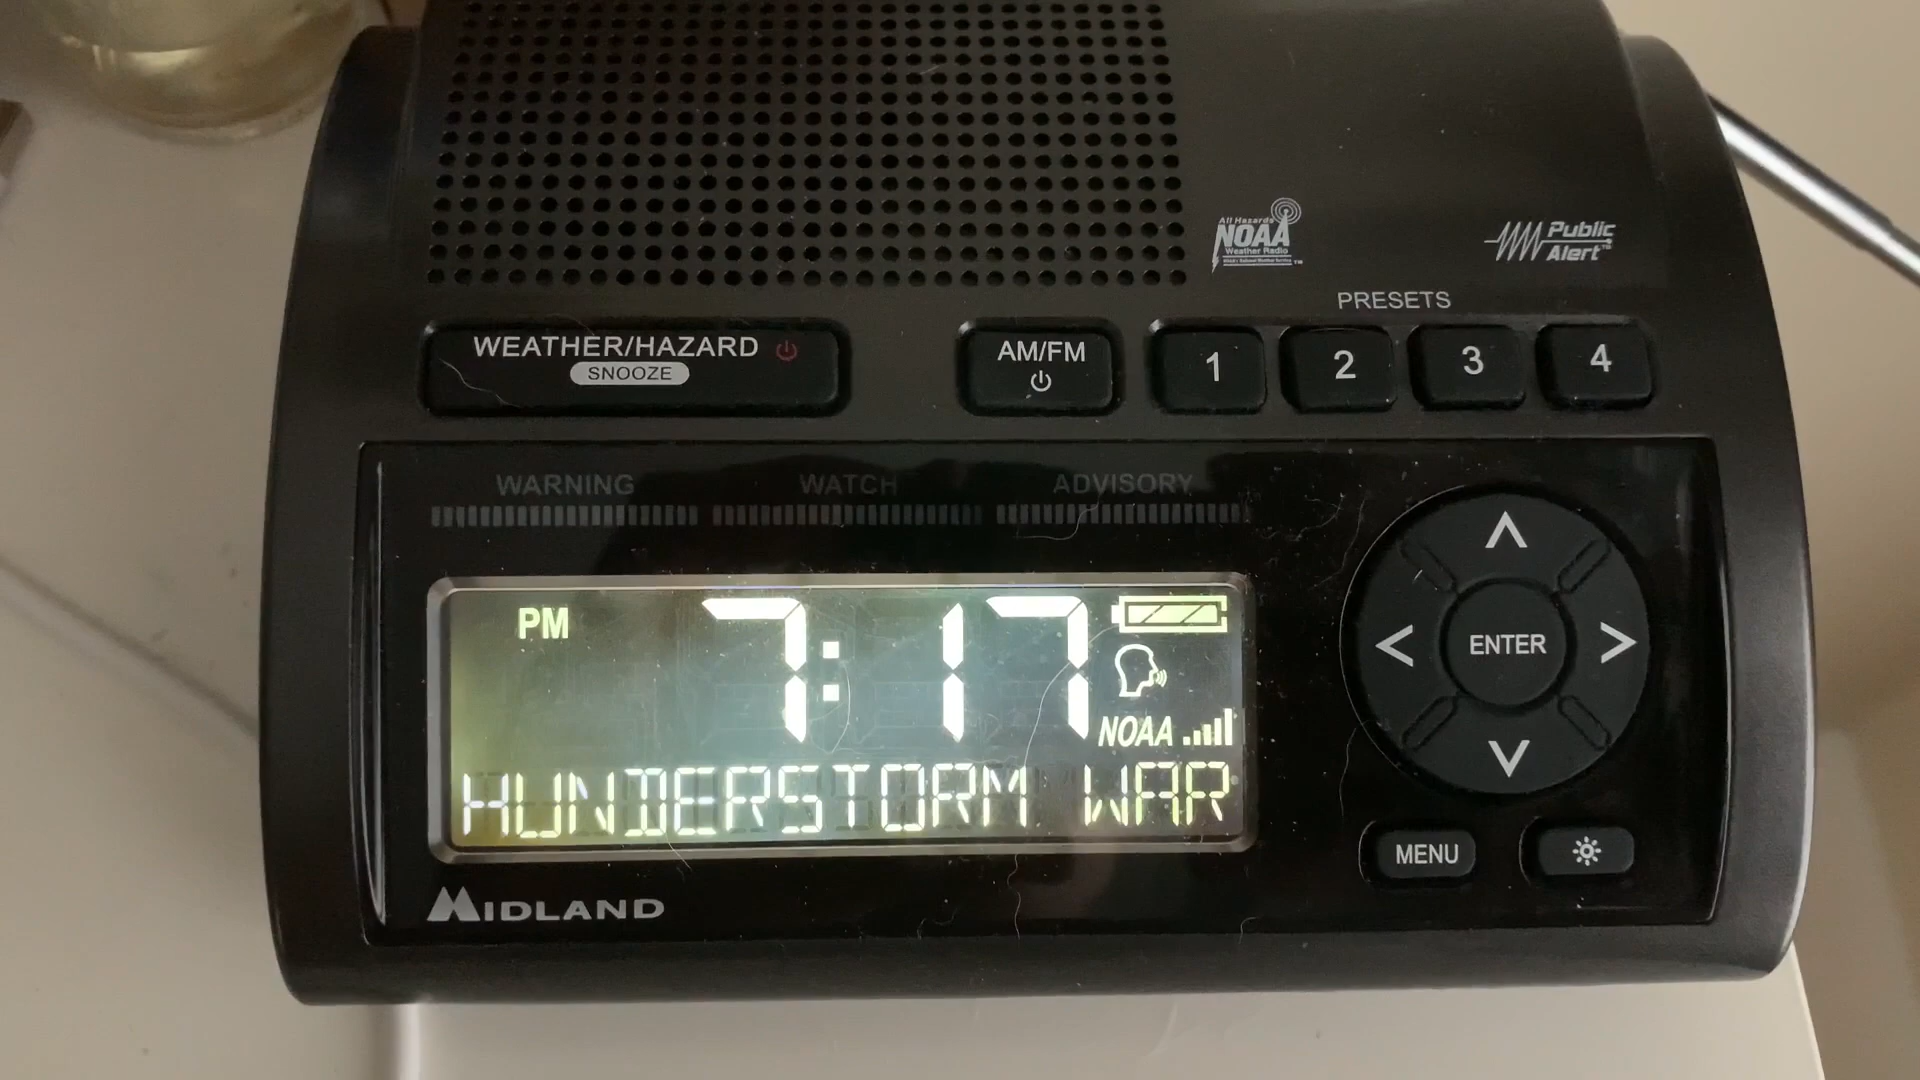 All Hazards
NOAA
Weather Radio
Public
Alert™
PRESETS
WEATHER/HAZARD
SNOOZE
AM/FM
1 2 3 4
WARNING WATCH ADVISORY
PM 7:17
NOAA
HUNDERSTORM WAR
ENTER
MENU
MIDLAND